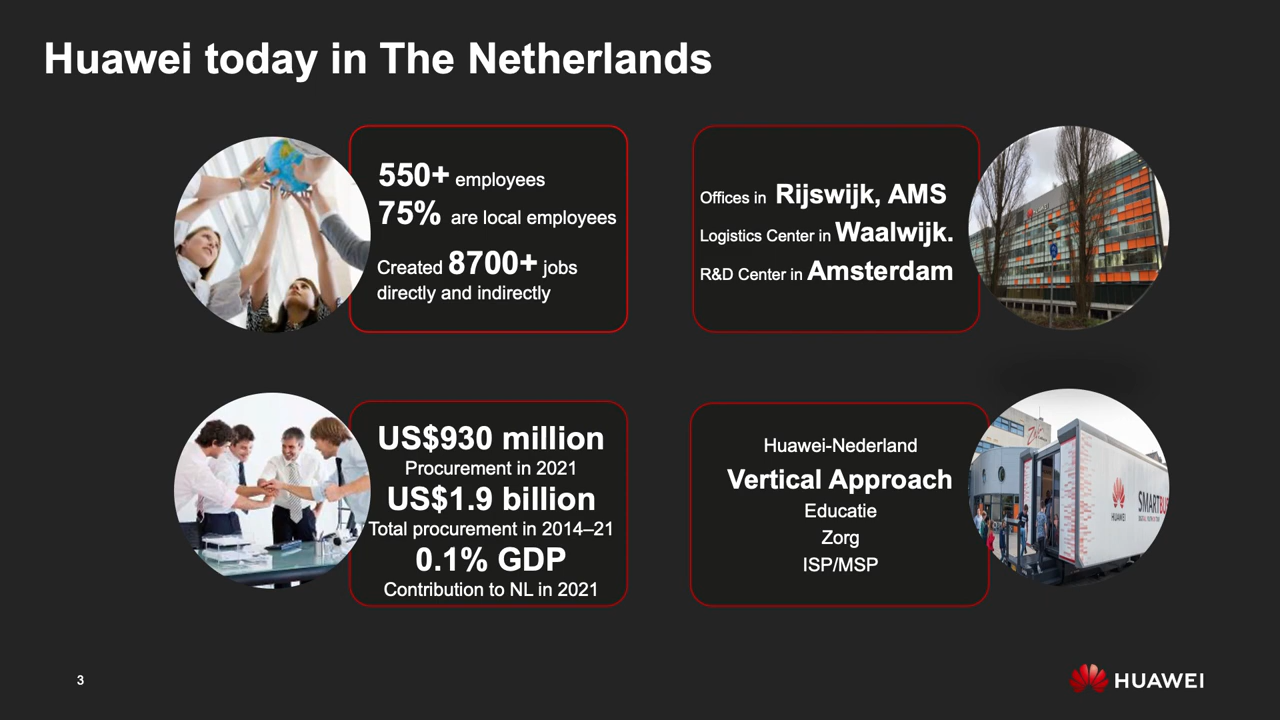 Huawei today in The Netherlands
550+ employees
75% are local employees
Created 8700+ jobs
directly and indirectly
Offices in Rijswijk, AMS
Logistics Center in Waalwijk.
R&D Center in Amsterdam
US$930 million
Procurement in 2021
US$1.9 billion
Total procurement in 2014–21
0.1% GDP
Contribution to NL in 2021
Huawei-Nederland
Vertical Approach
Educatie
Zorg
ISP/MSP
HUAWEI
3
HUAWEI